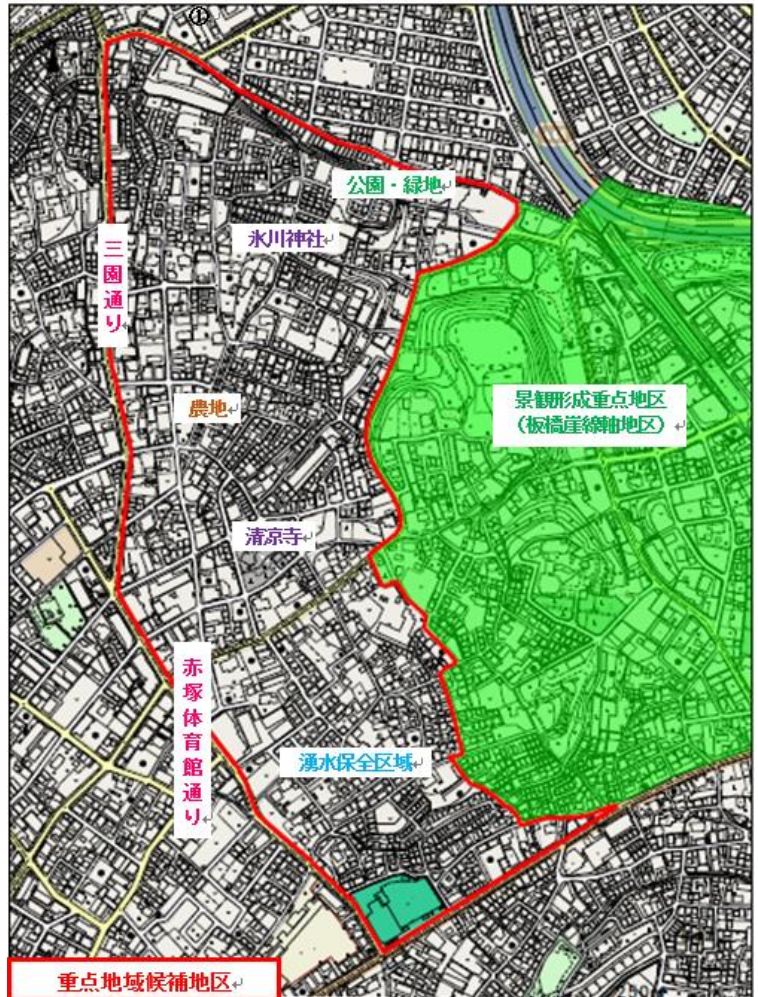 ①
公園・緑地
氷川神社
三園通り
農地
景観形成重点地区
（板橋崖線軸地区）
清涼寺
赤塚体育館通り
湧水保全区域
重点地域候補地区